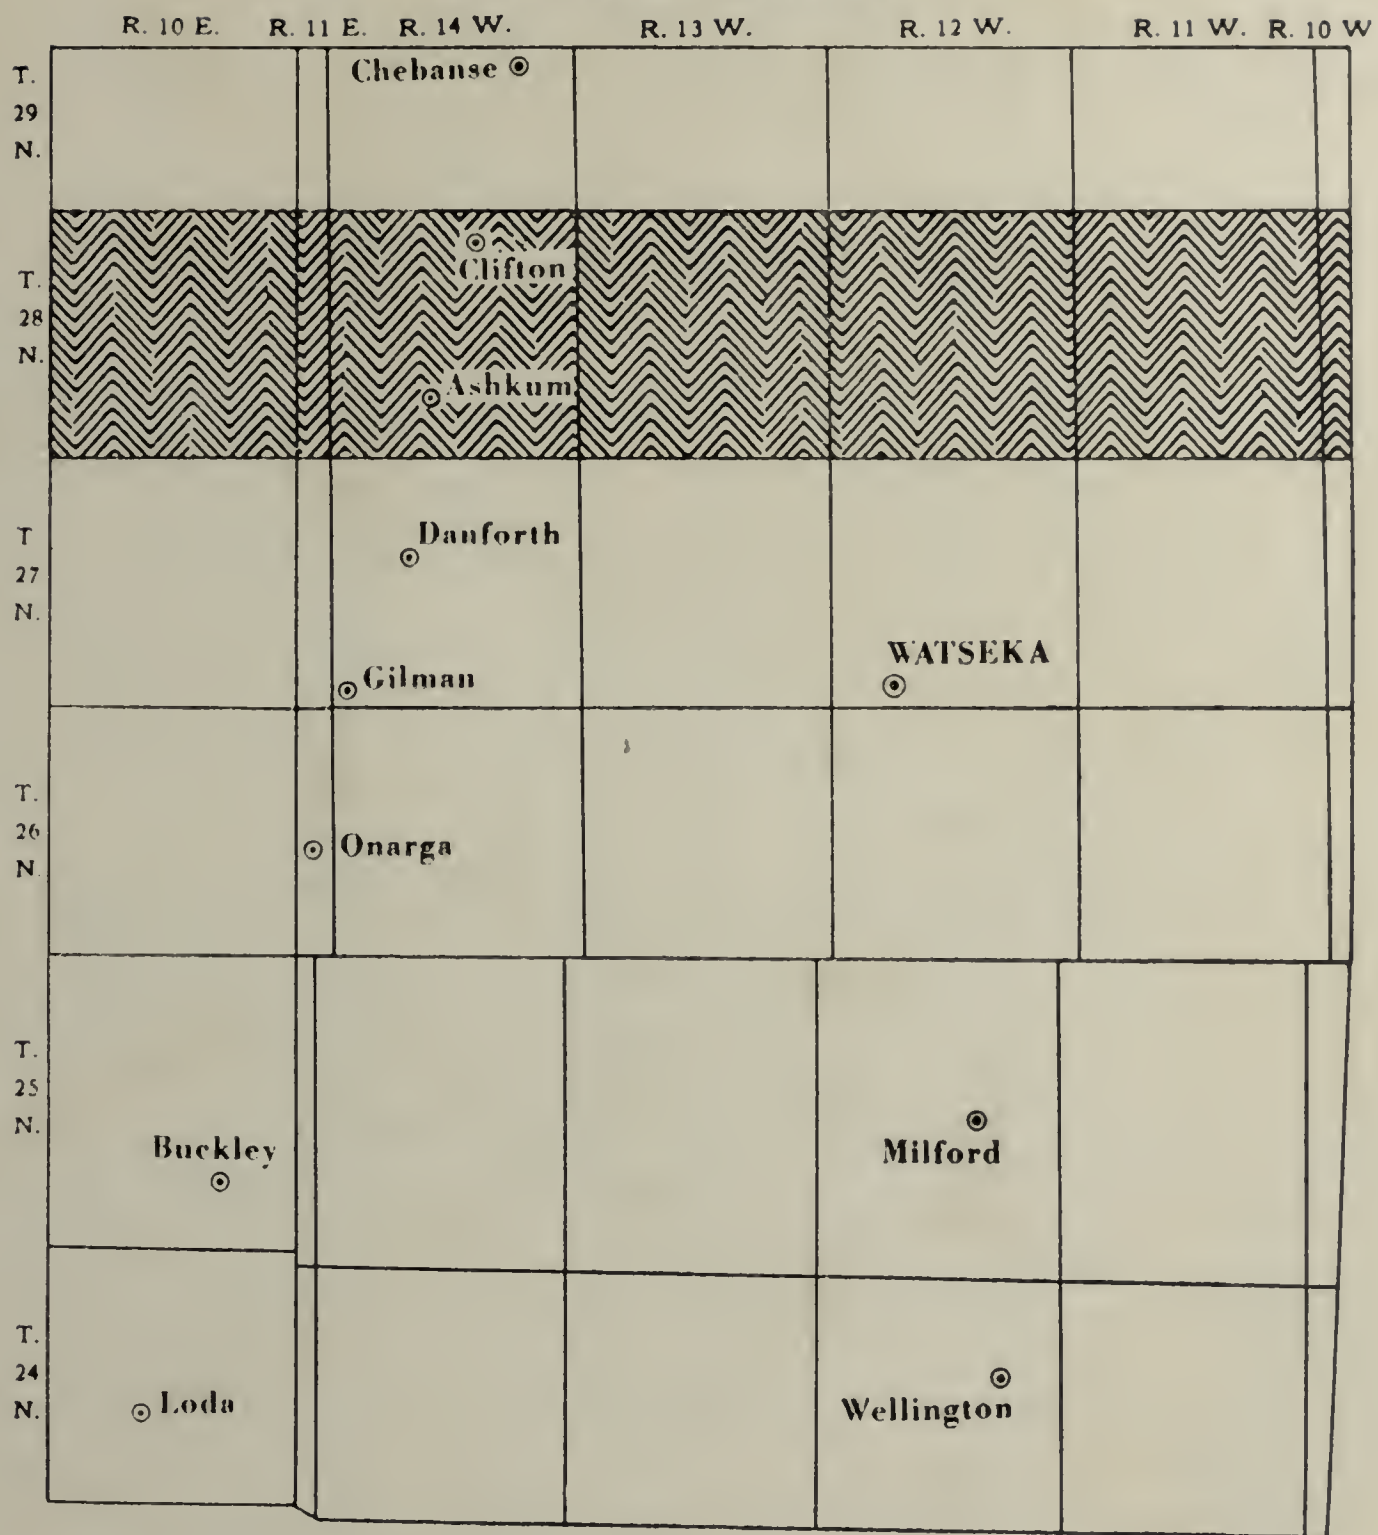 R. 10 E. R. 11 E. R. 14 W. R. 13 W. R. 12 W. R. 11 W. R. 10 W
T.
29
N.
Chebanse
T.
28
N.
Clifton
Ashkum
T
27
N.
Danforth
Gilman
WATSEKA
T.
26
N.
Onarga
T.
25
N.
Buckley
Milford
T.
24
N.
Loda
Wellington